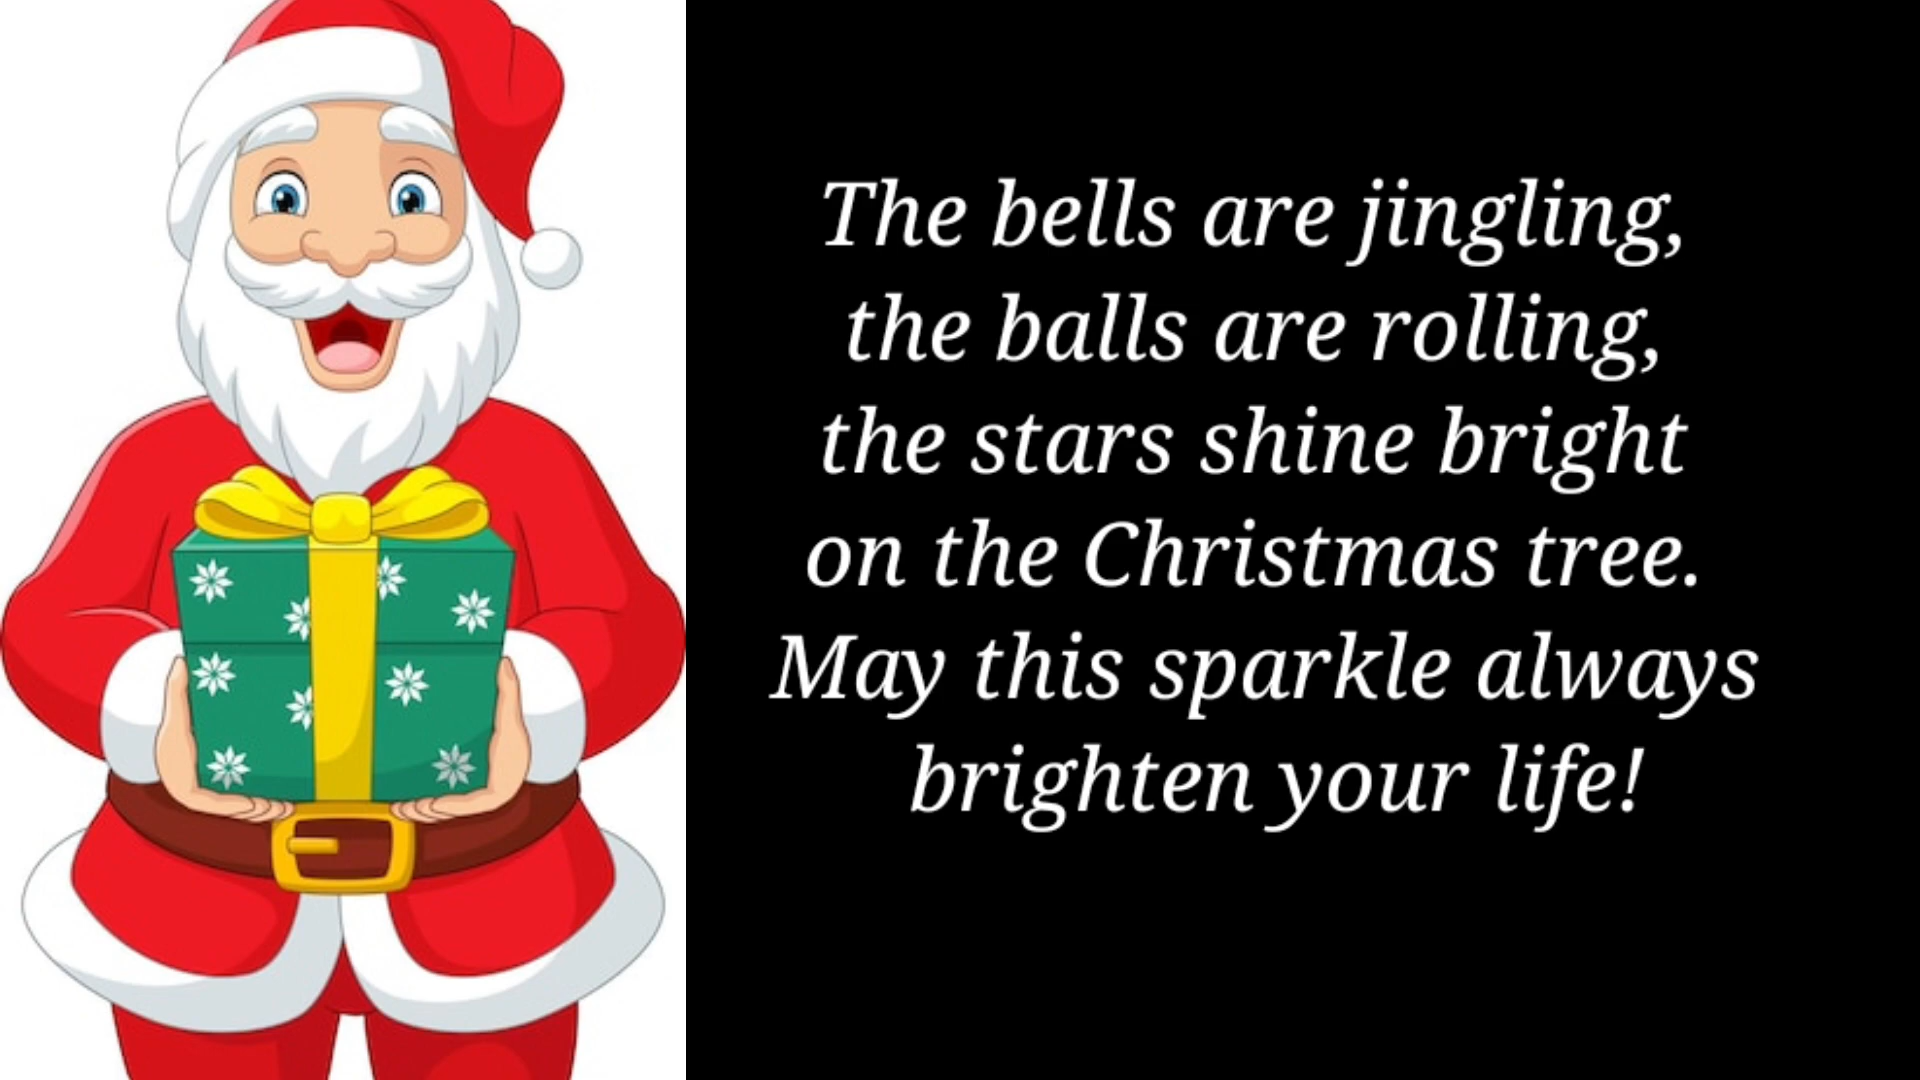 The bells are jingling,
the balls are rolling,
the stars shine bright
on the Christmas tree.
May this sparkle always
brighten your life!